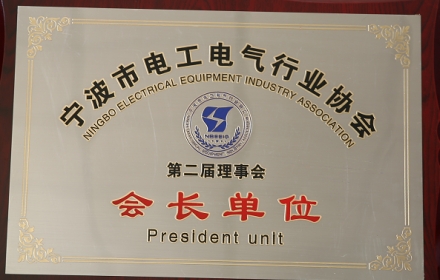 宁波市电工电气行业协会
NINGBO ELECTRICAL EQUIPMENT INDUSTRY ASSOCIATION
第二届理事会
会长单位
President unit